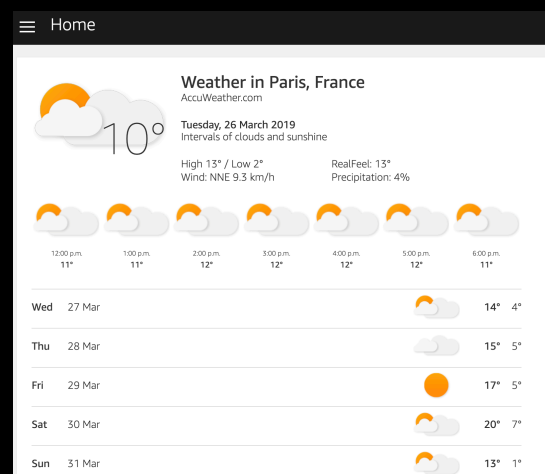 Home
Weather in Paris, France
AccuWeather.com
10°
Tuesday, 26 March 2019
Intervals of clouds and sunshine
High 13° / Low 2° RealFeel: 13°
Wind: NNE 9.3 km/h Precipitation: 4%
12:00 p.m. 1:00 p.m. 2:00 p.m. 3:00 p.m. 4:00 p.m. 5:00 p.m. 6:00 p.m.
11° 11° 12° 12° 12° 12° 11°
Wed 27 Mar 14° 4°
Thu 28 Mar 15° 5°
Fri 29 Mar 17° 5°
Sat 30 Mar 20° 7°
Sun 31 Mar 13° 1°